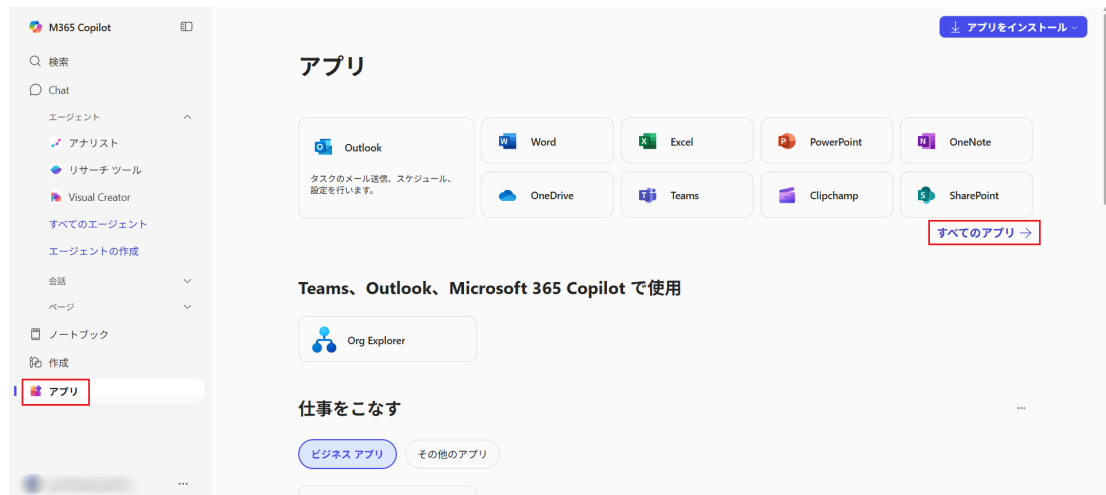 M365 Copilot
検索
Chat
エージェント
アナリスト
リサーチ ツール
Visual Creator
すべてのエージェント
エージェントの作成
会話
ページ
ノートブック
作成
アプリ
...
アプリをインストール
アプリ
Outlook
タスクのメール送信、スケジュール、
設定を行います。
Word
Excel
PowerPoint
OneNote
OneDrive
Teams
Clipchamp
SharePoint
すべてのアプリ →
Teams、Outlook、Microsoft 365 Copilot で使用
Org Explorer
仕事をこなす
...
ビジネス アプリ
その他のアプリ